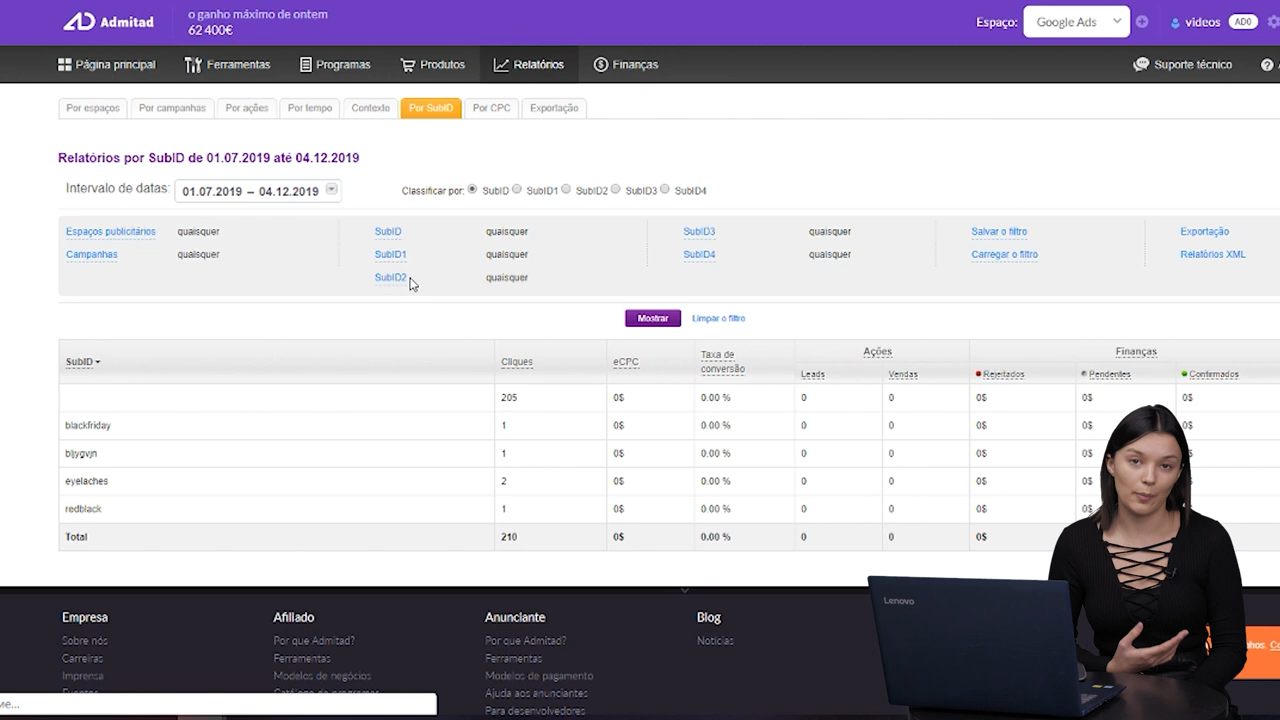 Admitad
o ganho máximo de ontem
62 400€
Espaço: Google Ads
videos AD0
Página principal Ferramentas Programas Produtos Relatórios Finanças Suporte técnico
Por espaços Por campanhas Por ações Por tempo Contexto Por SubID Por CPC Exportação
Relatórios por SubID de 01.07.2019 até 04.12.2019
Intervalo de datas: 01.07.2019 – 04.12.2019 Classificar por: SubID SubID1 SubID2 SubID3 SubID4
Espaços publicitários quaisquer SubID quaisquer SubID3 quaisquer Salvar o filtro Exportação
Campanhas quaisquer SubID1 quaisquer SubID4 quaisquer Carregar o filtro Relatórios XML
SubID2 quaisquer
Mostrar Limpar o filtro
SubID Cliques eCPC Taxa de conversão Ações Finanças
Leads Vendas Rejeitados Pendentes Confirmados
205 0$ 0.00 % 0 0 0$ 0$ 0$
blackfriday 1 0$ 0.00 % 0 0 0$ 0$ 0$
bljygvjn 1 0$ 0.00 % 0 0 0$ 0$
eyelaches 2 0$ 0.00 % 0 0 0$ 0$
redblack 1 0$ 0.00 % 0 0 0$ 0$
Total 210 0$ 0.00 % 0 0 0$
Empresa Afiliado Anunciante Blog
Sobre nós Por que Admitad? Por que Admitad? Notícias
Carreiras Ferramentas Ferramentas
Imprensa Modelos de negócios Modelos de pagamento
Ajuda aos anunciantes
Para desenvolvedores
Lenovo